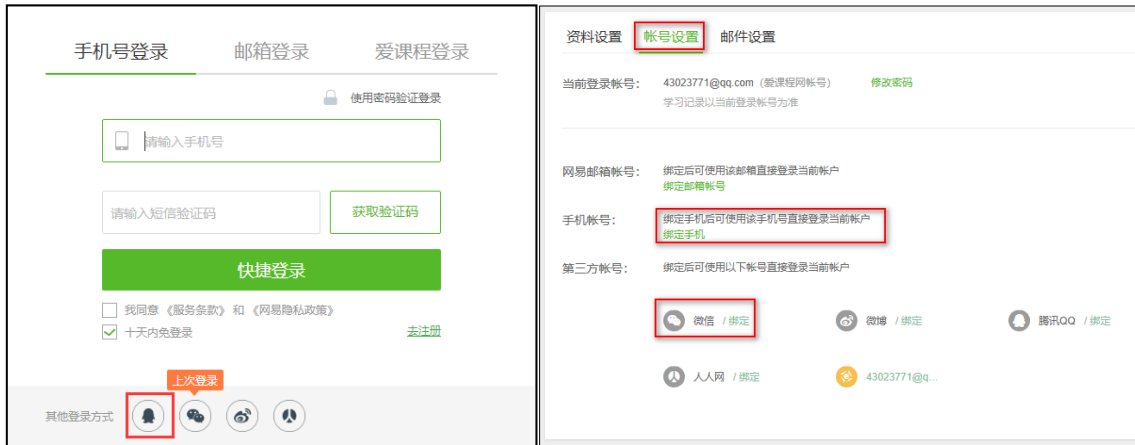 手机号登录 邮箱登录 爱课程登录
使用密码验证登录
请输入手机号
请输入短信验证码 获取验证码
快捷登录
我同意《服务条款》和《网易隐私政策》
十天内免登录 去注册
上次登录
其他登录方式
资料设置 帐号设置 邮件设置
当前登录帐号： 43023771@qq.com（爱课程网帐号） 修改密码
学习记录以当前登录帐号为准
网易邮箱帐号： 绑定后可使用该邮箱直接登录当前帐户
绑定邮箱帐号
手机帐号： 绑定手机后可使用该手机号直接登录当前帐户
绑定手机
第三方帐号： 绑定后可使用以下帐号直接登录当前帐户
微信 / 绑定 微博 / 绑定 腾讯QQ / 绑定
人人网 / 绑定 43023771@q...